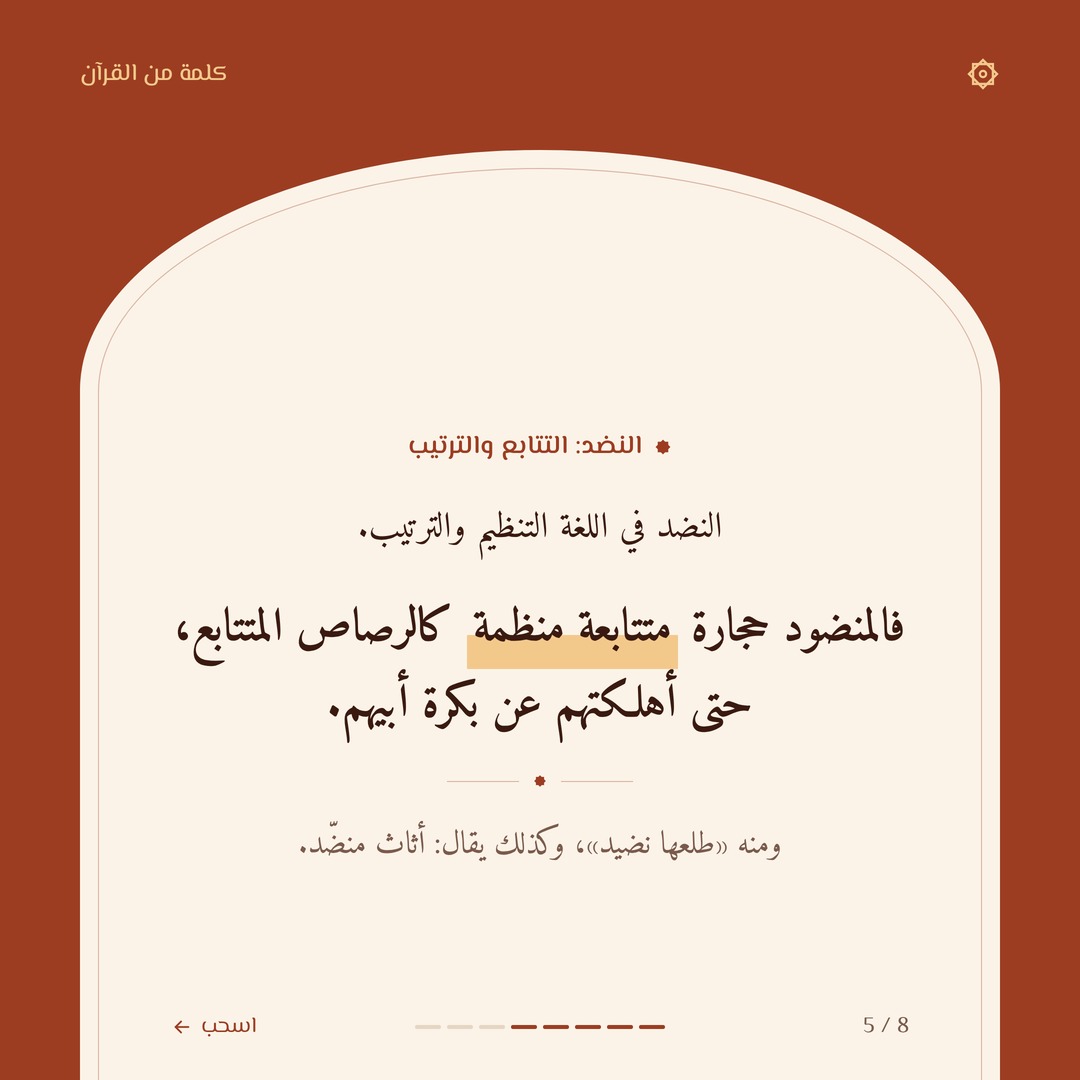 كلمة من القرآن
النضد: التتابع والترتيب
النضد في اللغة التنظيم والترتيب.
فالمنضود حجارة متتابعة منظمة كالرصاص المتتابع،
حتى أهلكتهم عن بكرة أبيهم.
ومنه «طلعها نضيد»، وكذلك يقال: أثاث منضّد.
5 / 8
اسحب ←